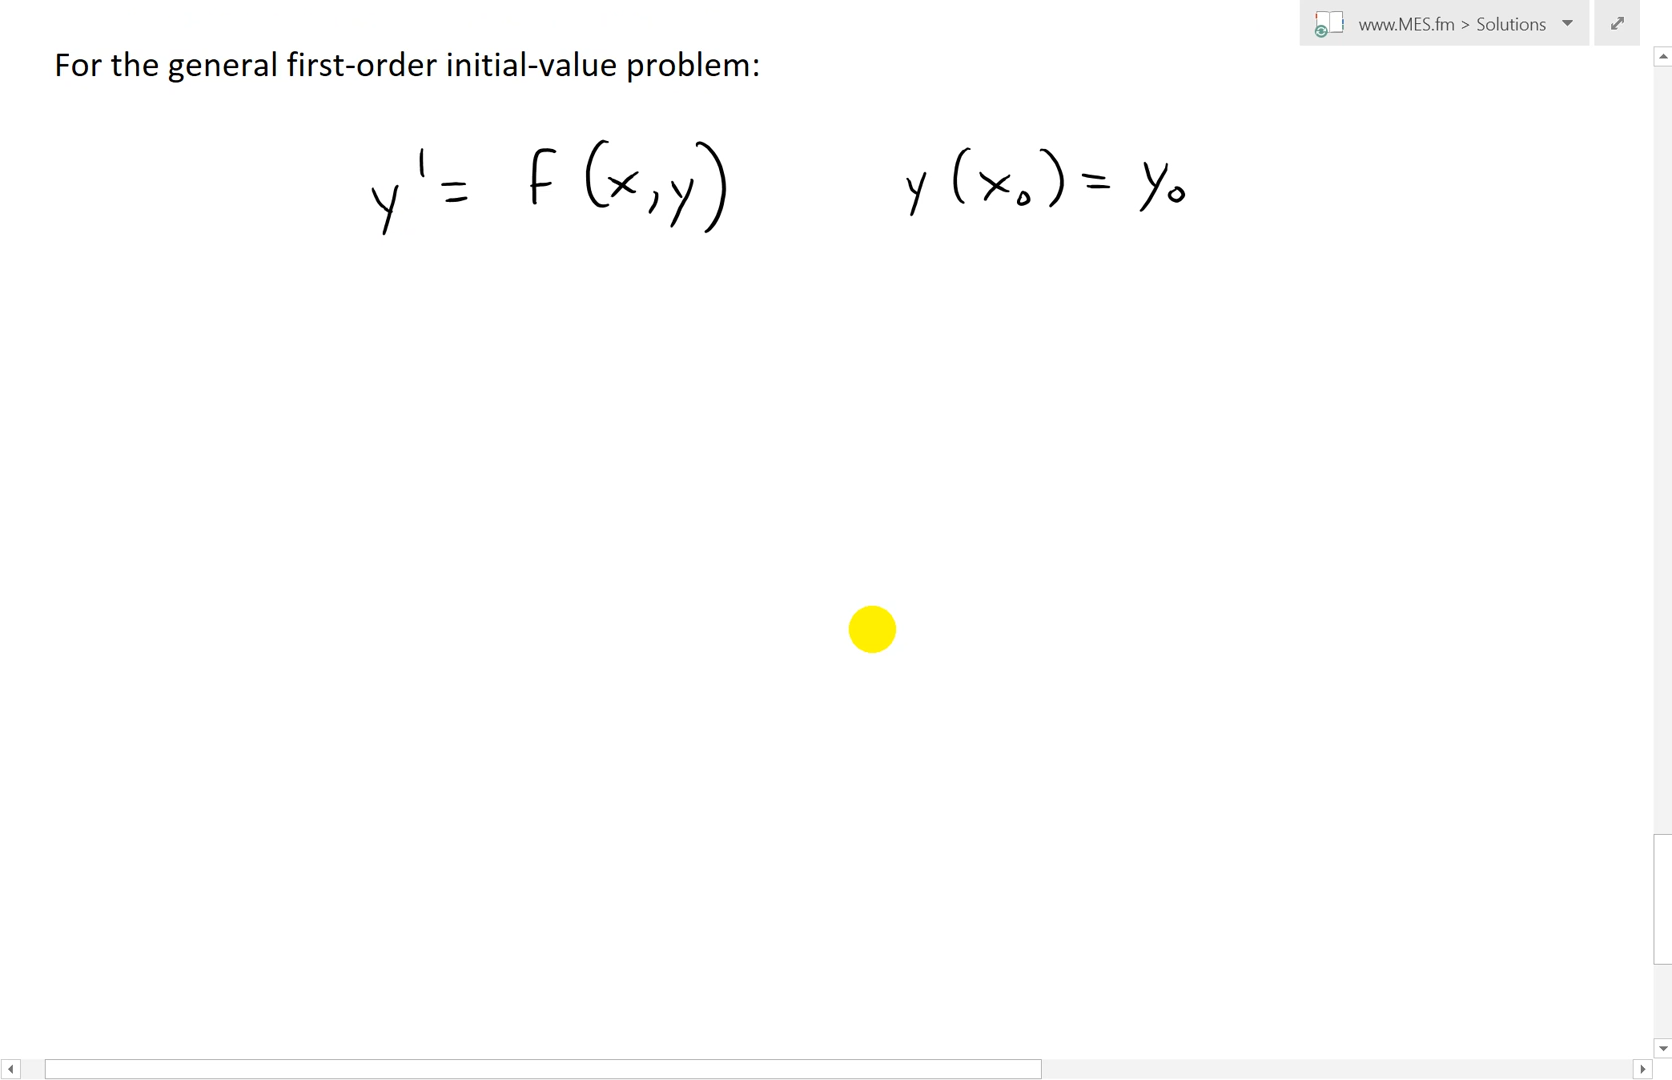 www.MES.fm > Solutions
For the general first-order initial-value problem:
y' = F(x,y) y(x₀) = y₀